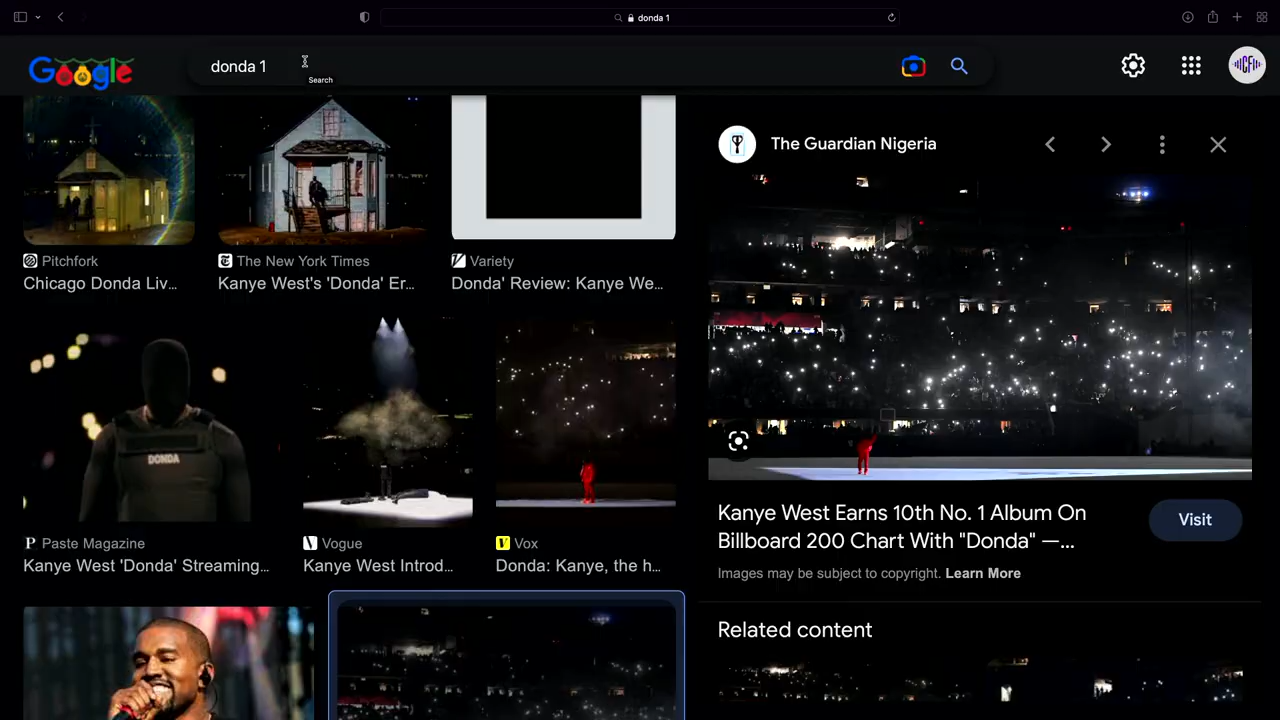 donda 1
Google
donda 1
Search
The Guardian Nigeria
Pitchfork
Chicago Donda Liv...
The New York Times
Kanye West's 'Donda' Er...
Variety
Donda' Review: Kanye We...
DONDA
Paste Magazine
Kanye West 'Donda' Streaming...
Vogue
Kanye West Introd...
Vox
Donda: Kanye, the h...
Kanye West Earns 10th No. 1 Album On
Billboard 200 Chart With "Donda" —...
Visit
Images may be subject to copyright. Learn More
Related content